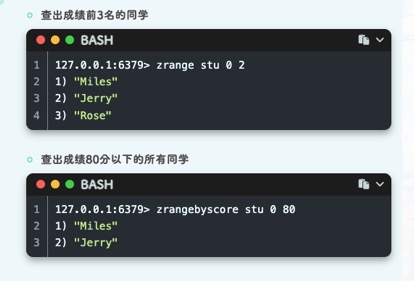 查出成绩前3名的同学
BASH
1 127.0.0.1:6379> zrange stu 0 2
2 1) "Miles"
3 2) "Jerry"
4 3) "Rose"
查出成绩80分以下的所有同学
BASH
1 127.0.0.1:6379> zrangebyscore stu 0 80
2 1) "Miles"
3 2) "Jerry"